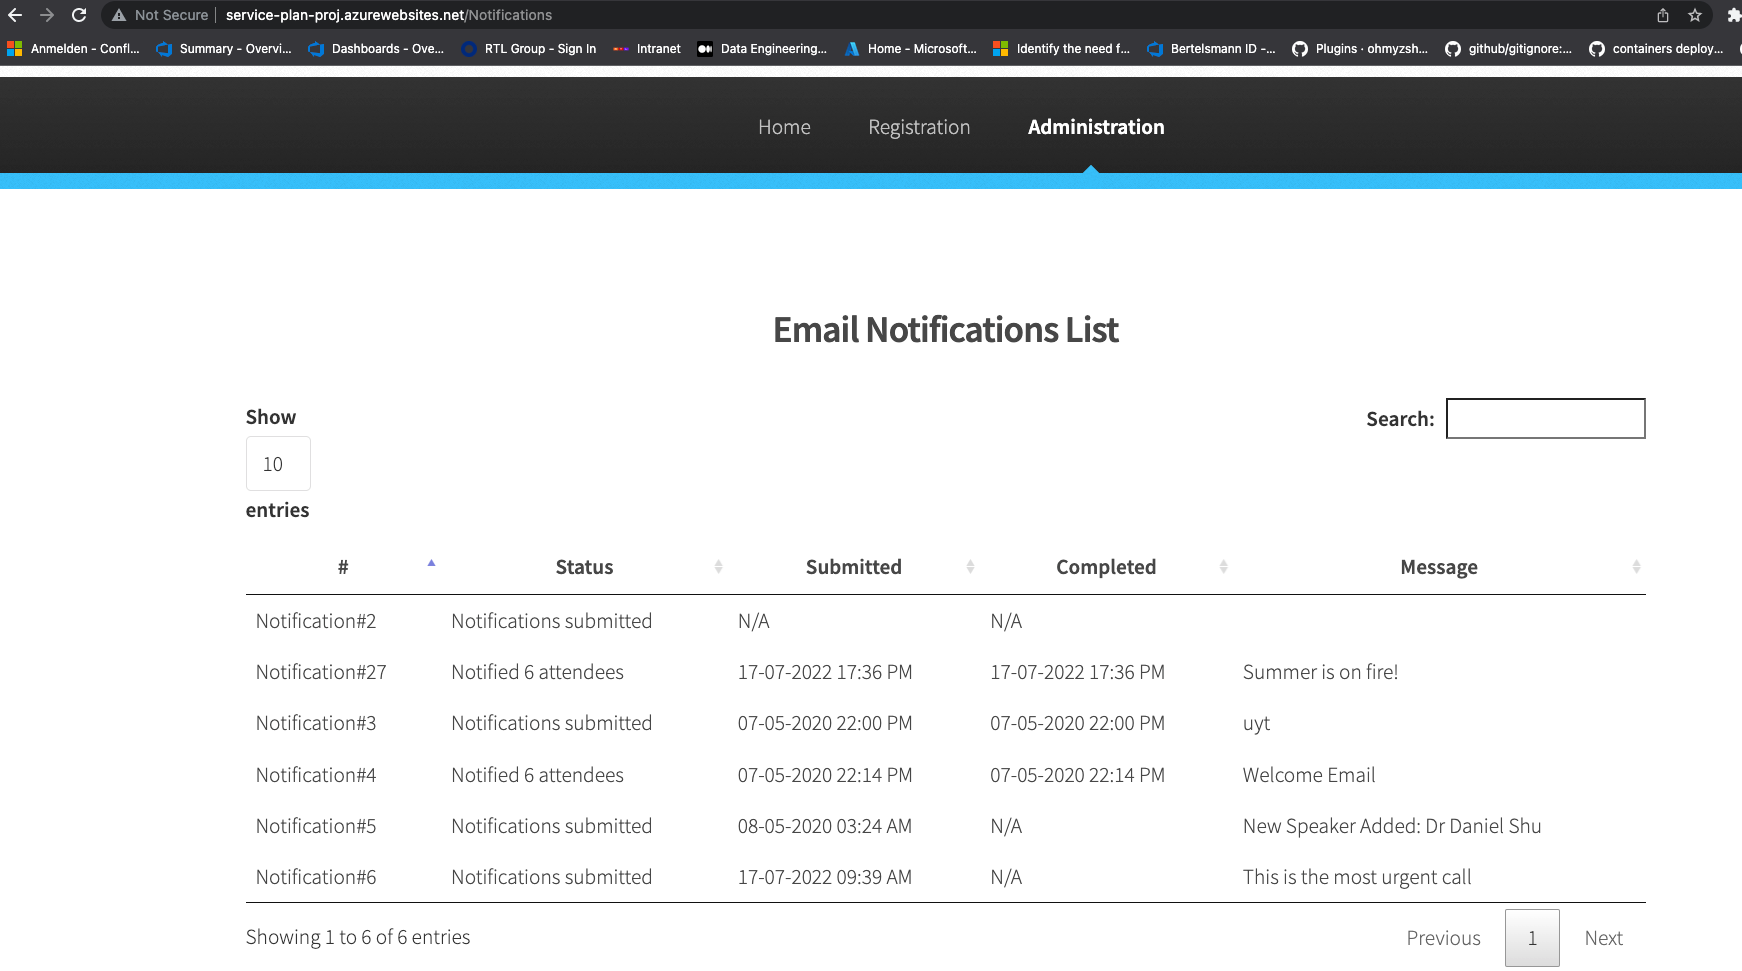 Not Secure service-plan-proj.azurewebsites.net/Notifications
Anmelden - Confl... Summary - Overvi... Dashboards - Ove... RTL Group - Sign In Intranet Data Engineering... Home - Microsoft... Identify the need f... Bertelsmann ID -... Plugins · ohmyzsh... github/gitignore:... containers deploy...
Home Registration Administration
Email Notifications List
Show
10
entries
Search:
# Status Submitted Completed Message
Notification#2 Notifications submitted N/A N/A
Notification#27 Notified 6 attendees 17-07-2022 17:36 PM 17-07-2022 17:36 PM Summer is on fire!
Notification#3 Notifications submitted 07-05-2020 22:00 PM 07-05-2020 22:00 PM uyt
Notification#4 Notified 6 attendees 07-05-2020 22:14 PM 07-05-2020 22:14 PM Welcome Email
Notification#5 Notifications submitted 08-05-2020 03:24 AM N/A New Speaker Added: Dr Daniel Shu
Notification#6 Notifications submitted 17-07-2022 09:39 AM N/A This is the most urgent call
Showing 1 to 6 of 6 entries
Previous 1 Next